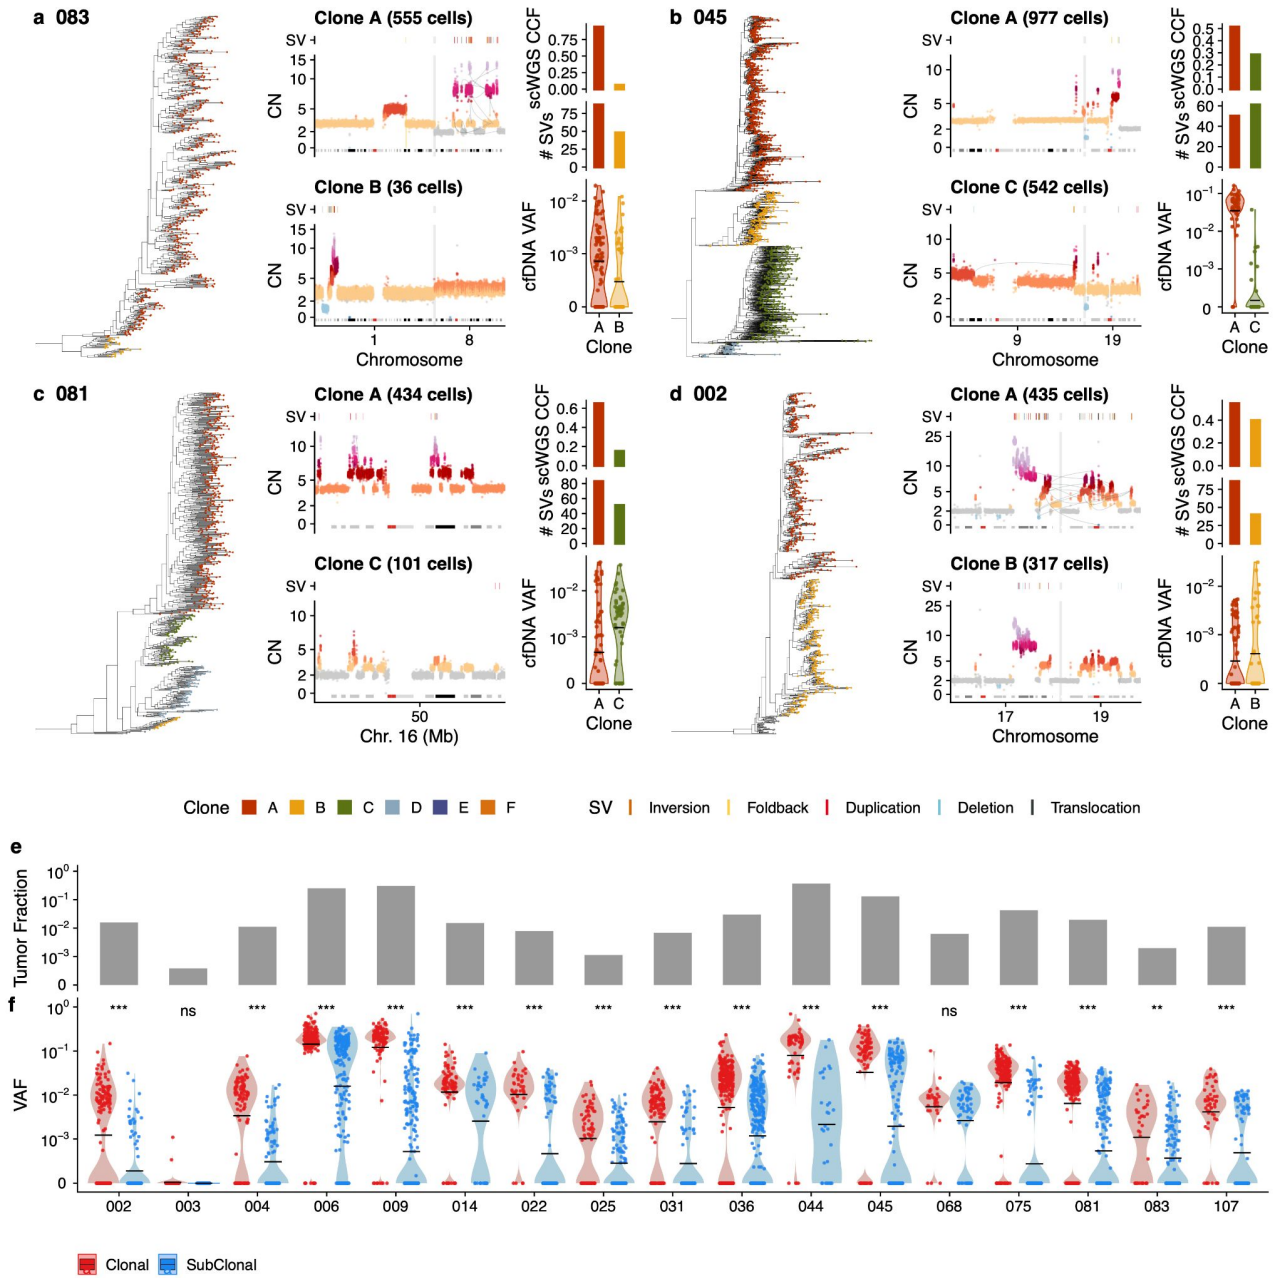 a 083
Clone A (555 cells)
SV
15
10
5
2
0
CN
Clone B (36 cells)
SV
15
10
5
2
0
CN
1
8
Chromosome
0.75
0.50
0.25
0.00
scWGS CCF
75
50
25
0
# SVs
10-2
10-3
0
cfDNA VAF
A B
Clone
b 045
Clone A (977 cells)
SV
10
5
2
0
CN
Clone C (542 cells)
SV
10
5
2
0
CN
9
19
Chromosome
0.5
0.4
0.3
0.2
0.1
0.0
scWGS CCF
60
40
20
0
# SVs
10-1
10-2
10-3
0
cfDNA VAF
A C
Clone
c 081
Clone A (434 cells)
SV
10
5
2
0
CN
Clone C (101 cells)
SV
10
5
2
0
CN
50
Chr. 16 (Mb)
0.6
0.4
0.2
0.0
scWGS CCF
80
60
40
20
0
# SVs
10-2
10-3
0
cfDNA VAF
A C
Clone
d 002
Clone A (435 cells)
SV
25
10
5
2
0
CN
Clone B (317 cells)
SV
25
10
5
2
0
CN
17
19
Chromosome
0.4
0.2
0.0
scWGS CCF
75
50
25
0
# SVs
10-2
10-3
0
cfDNA VAF
A B
Clone
Clone A B C D E F SV Inversion Foldback Duplication Deletion Translocation
e
Tumor Fraction
100
10-1
10-2
10-3
0
f
*** ns *** *** *** *** *** *** *** *** *** *** ns *** *** ** ***
VAF
100
10-1
10-2
10-3
0
002 003 004 006 009 014 022 025 031 036 044 045 068 075 081 083 107
Clonal SubClonal